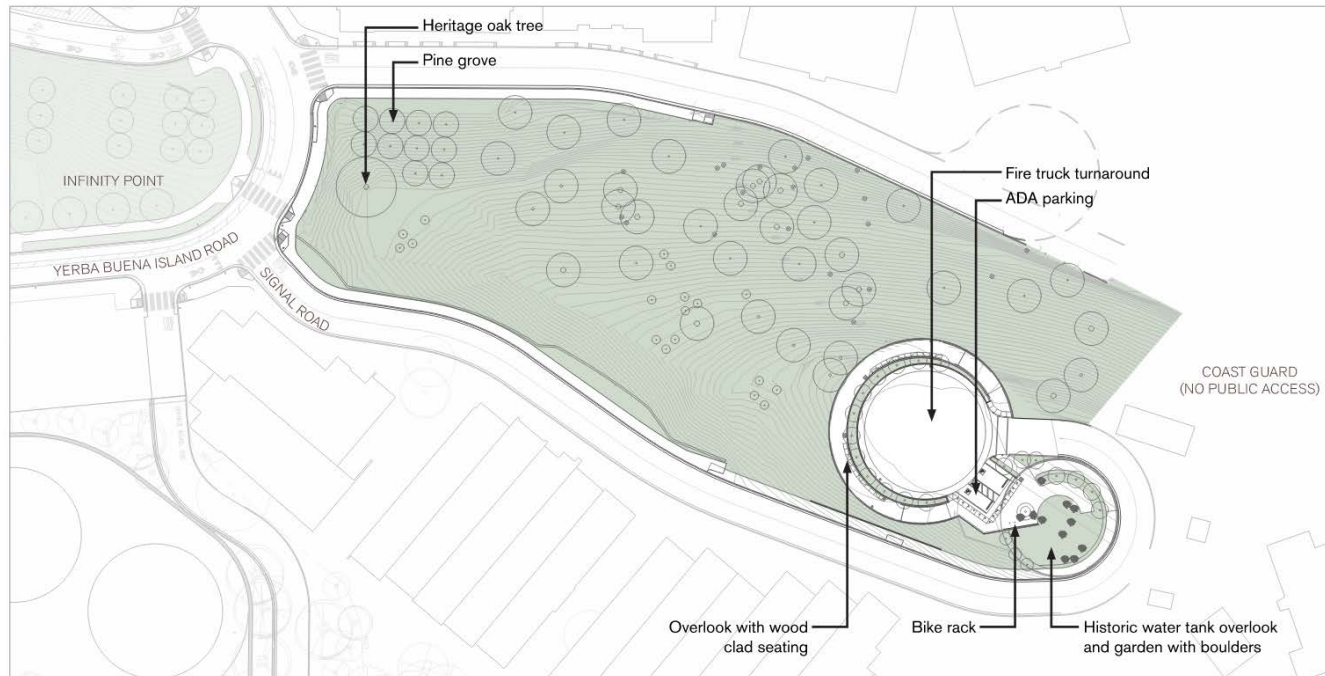 Heritage oak tree
Pine grove
INFINITY POINT
Fire truck turnaround
ADA parking
YERBA BUENA ISLAND ROAD
SIGNAL ROAD
COAST GUARD
(NO PUBLIC ACCESS)
Overlook with wood
clad seating
Bike rack
Historic water tank overlook
and garden with boulders